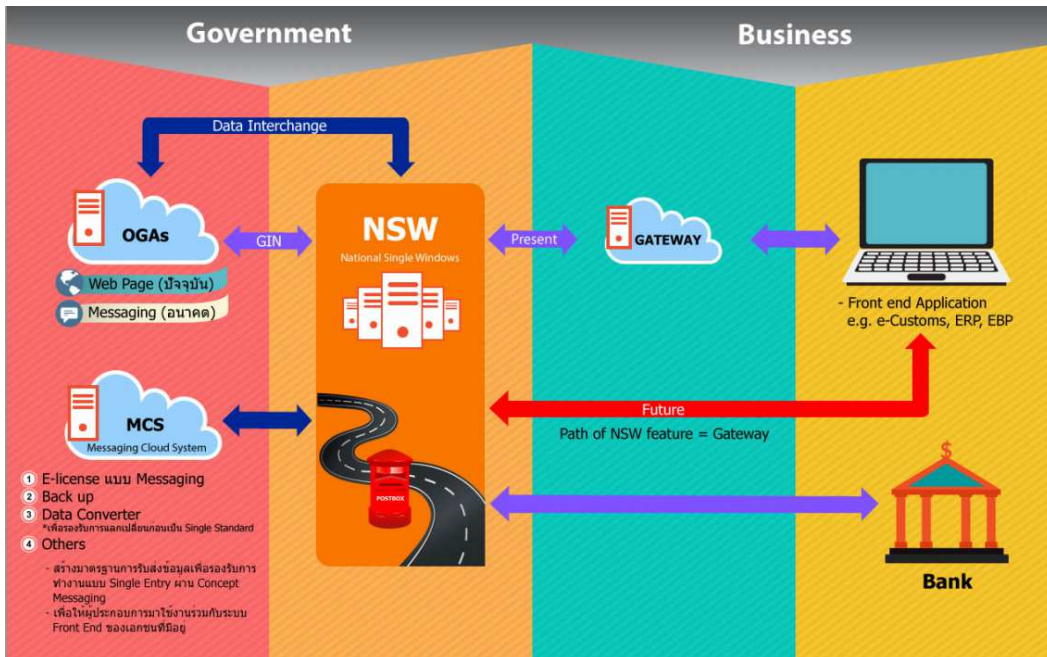 Government
Business
Data Interchange
OGAs
GIN
NSW
National Single Windows
Present
GATEWAY
Web Page (ปัจจุบัน)
Messaging (อนาคต)
- Front end Application
e.g. e-Customs, ERP, EBP
MCS
Messaging Cloud System
Future
Path of NSW feature = Gateway
POSTBOX
1 E-license แบบ Messaging
2 Back up
3 Data Converter
*เพื่อรองรับการแลกเปลี่ยนก่อนเป็น Single Standard
4 Others
- สร้างมาตรฐานการรับส่งข้อมูลเพื่อรองรับการ
ทำงานแบบ Single Entry ผ่าน Concept
Messaging
- เพื่อให้ผู้ประกอบการมาใช้งานร่วมกับระบบ
Front End ของเอกชนที่มีอยู่
$
Bank